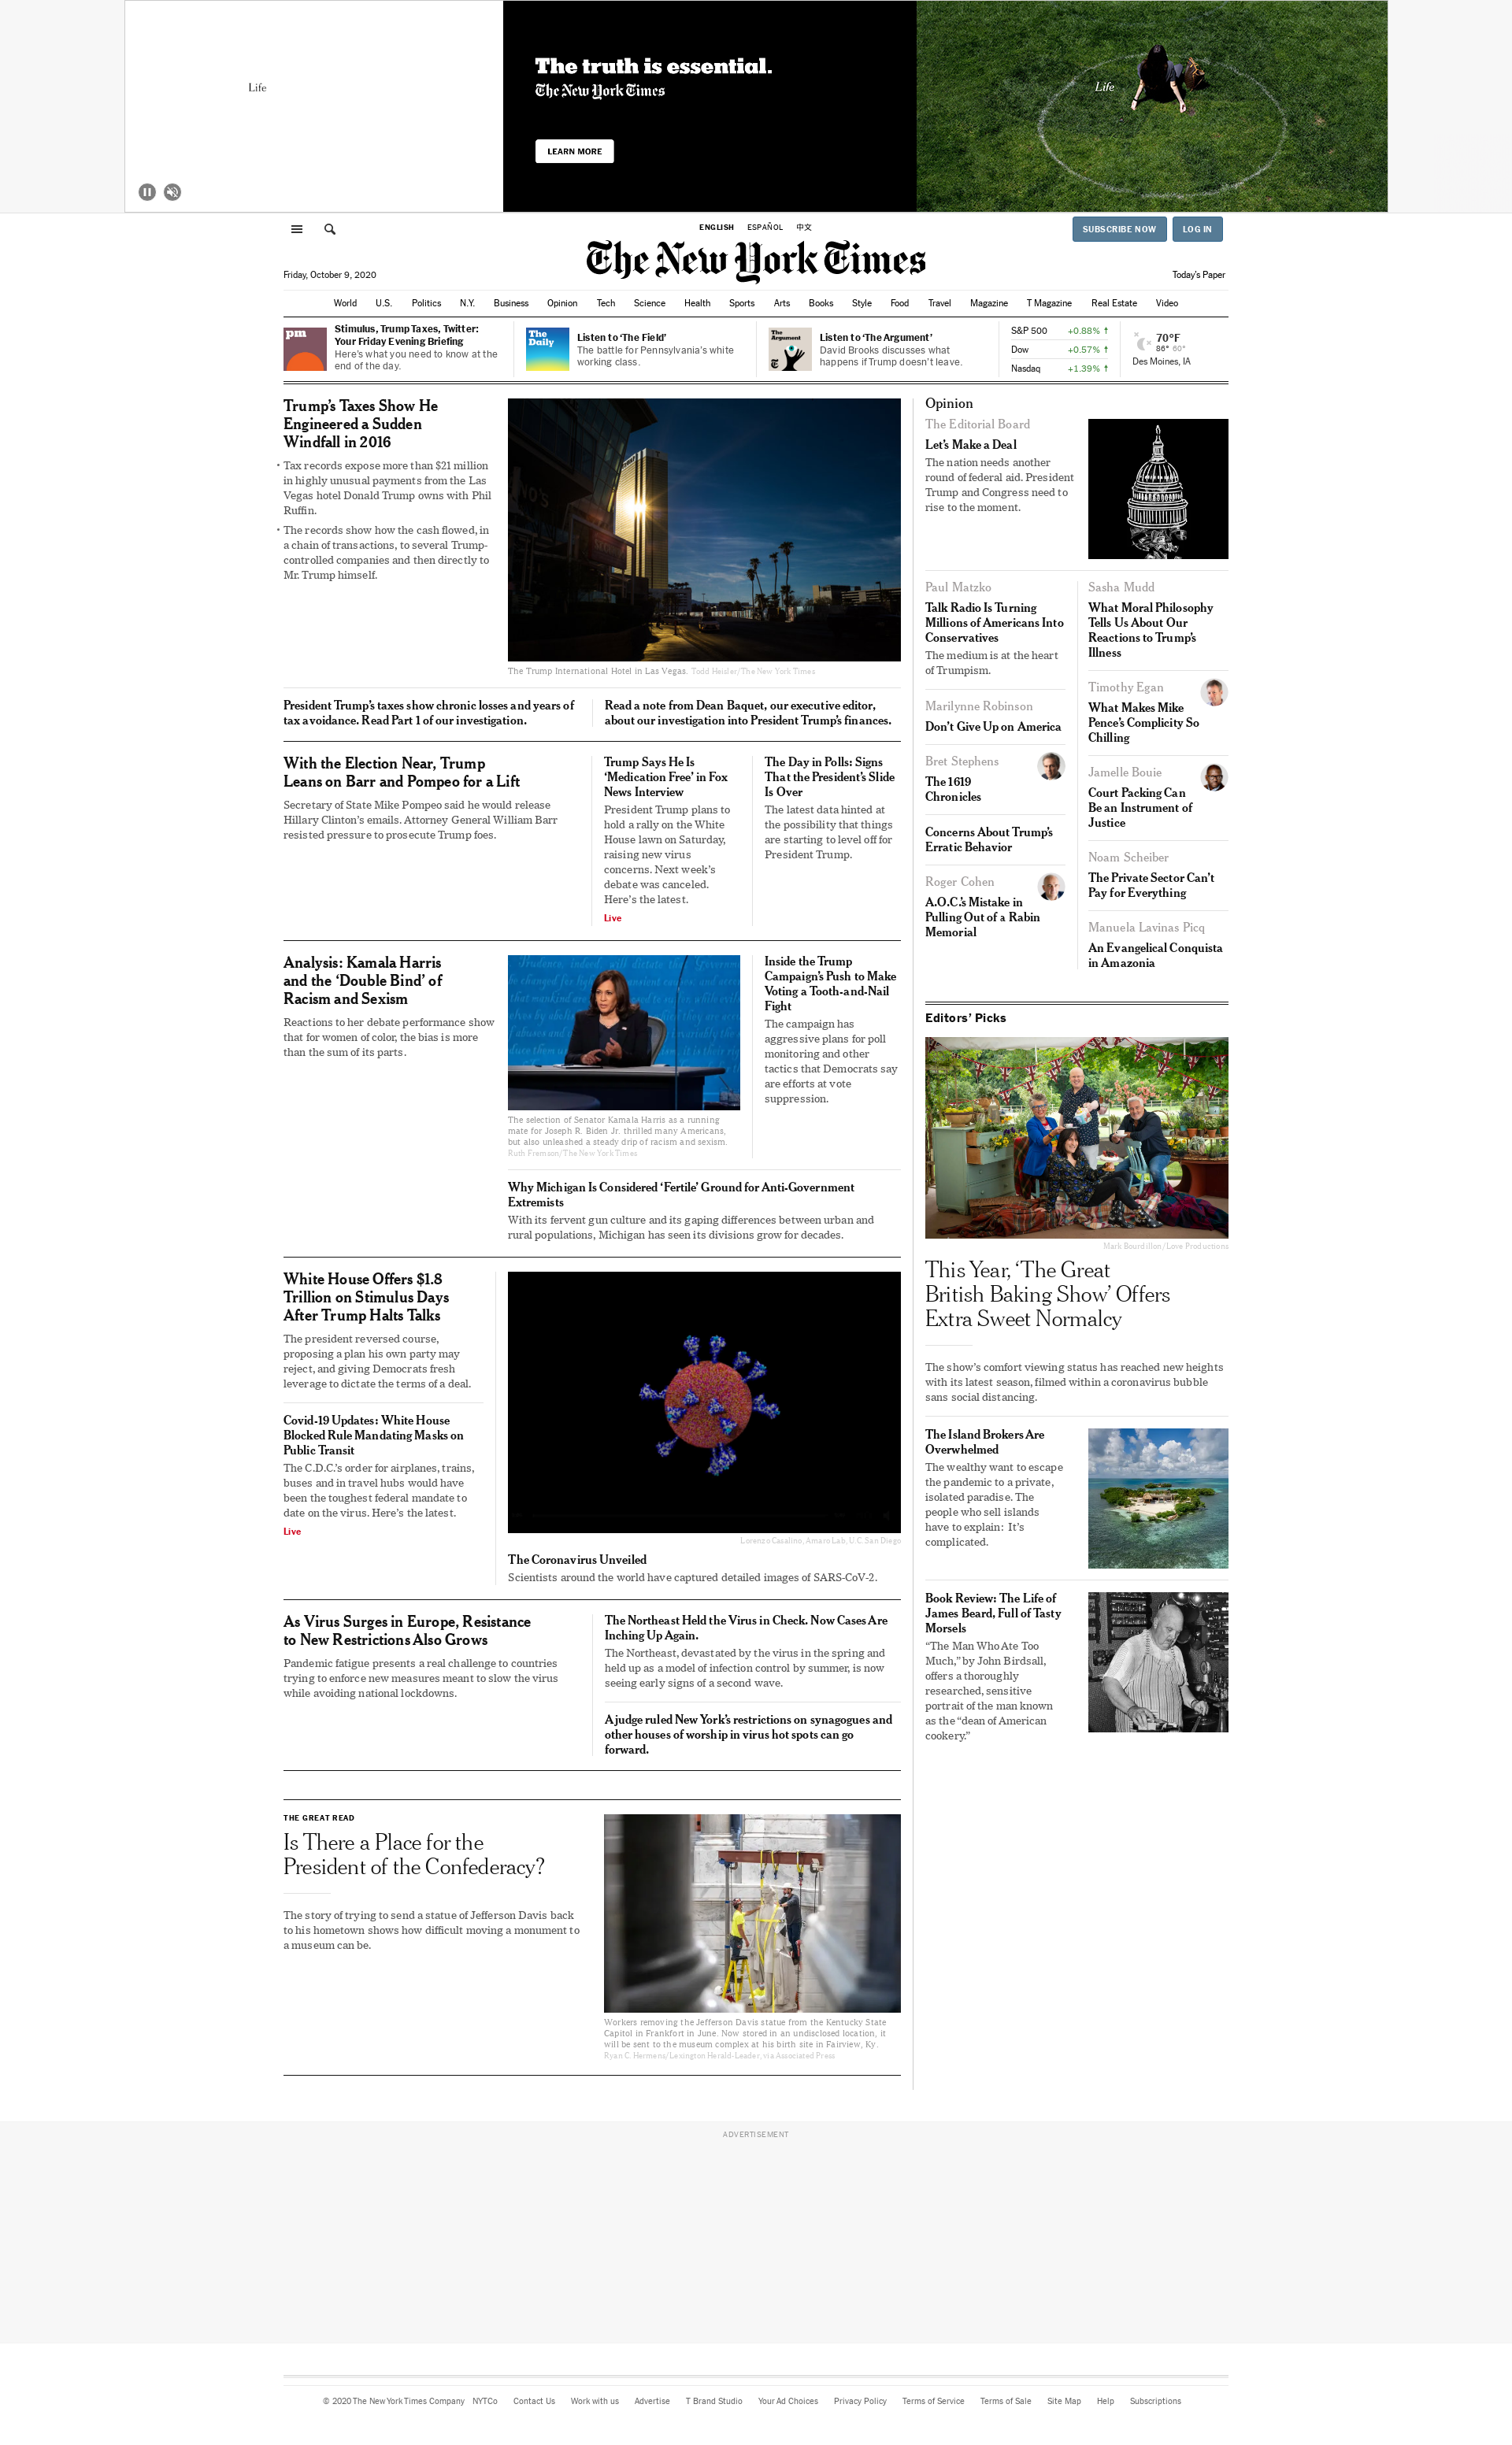 Life
The truth is essential.
The New York Times
LEARN MORE
Life
ENGLISH ESPAÑOL 中文
SUBSCRIBE NOW LOG IN
The New York Times
Friday, October 9, 2020
Today's Paper
World U.S. Politics N.Y. Business Opinion Tech Science Health Sports Arts Books Style Food Travel Magazine T Magazine Real Estate Video
pm
Stimulus, Trump Taxes, Twitter:
Your Friday Evening Briefing
Here's what you need to know at the
end of the day.
The
Daily
Listen to ‘The Field’
The battle for Pennsylvania's white
working class.
The
Argument
Listen to ‘The Argument’
David Brooks discusses what
happens if Trump doesn't leave.
S&P 500 +0.88% ↑
Dow +0.57% ↑
Nasdaq +1.39% ↑
70°F
86° 60°
Des Moines, IA
Trump’s Taxes Show He
Engineered a Sudden
Windfall in 2016
• Tax records expose more than $21 million
in highly unusual payments from the Las
Vegas hotel Donald Trump owns with Phil
Ruffin.
• The records show how the cash flowed, in
a chain of transactions, to several Trump-
controlled companies and then directly to
Mr. Trump himself.
The Trump International Hotel in Las Vegas. Todd Heisler/The New York Times
President Trump’s taxes show chronic losses and years of
tax avoidance. Read Part 1 of our investigation.
Read a note from Dean Baquet, our executive editor,
about our investigation into President Trump’s finances.
With the Election Near, Trump
Leans on Barr and Pompeo for a Lift
Secretary of State Mike Pompeo said he would release
Hillary Clinton’s emails. Attorney General William Barr
resisted pressure to prosecute Trump foes.
Trump Says He Is
‘Medication Free’ in Fox
News Interview
President Trump plans to
hold a rally on the White
House lawn on Saturday,
raising new virus
concerns. Next week’s
debate was canceled.
Here’s the latest.
Live
The Day in Polls: Signs
That the President’s Slide
Is Over
The latest data hinted at
the possibility that things
are starting to level off for
President Trump.
Analysis: Kamala Harris
and the ‘Double Bind’ of
Racism and Sexism
Reactions to her debate performance show
that for women of color, the bias is more
than the sum of its parts.
The selection of Senator Kamala Harris as a running
mate for Joseph R. Biden Jr. thrilled many Americans,
but also unleashed a steady drip of racism and sexism.
Ruth Fremson/The New York Times
Inside the Trump
Campaign’s Push to Make
Voting a Tooth-and-Nail
Fight
The campaign has
aggressive plans for poll
monitoring and other
tactics that Democrats say
are efforts at vote
suppression.
Why Michigan Is Considered ‘Fertile’ Ground for Anti-Government
Extremists
With its fervent gun culture and its gaping differences between urban and
rural populations, Michigan has seen its divisions grow for decades.
White House Offers $1.8
Trillion on Stimulus Days
After Trump Halts Talks
The president reversed course,
proposing a plan his own party may
reject, and giving Democrats fresh
leverage to dictate the terms of a deal.
Covid-19 Updates: White House
Blocked Rule Mandating Masks on
Public Transit
The C.D.C.’s order for airplanes, trains,
buses and in travel hubs would have
been the toughest federal mandate to
date on the virus. Here’s the latest.
Live
Lorenzo Casalino, Amaro Lab, U.C. San Diego
The Coronavirus Unveiled
Scientists around the world have captured detailed images of SARS-CoV-2.
As Virus Surges in Europe, Resistance
to New Restrictions Also Grows
Pandemic fatigue presents a real challenge to countries
trying to enforce new measures meant to slow the virus
while avoiding national lockdowns.
The Northeast Held the Virus in Check. Now Cases Are
Inching Up Again.
The Northeast, devastated by the virus in the spring and
held up as a model of infection control by summer, is now
seeing early signs of a second wave.
A judge ruled New York’s restrictions on synagogues and
other houses of worship in virus hot spots can go
forward.
THE GREAT READ
Is There a Place for the
President of the Confederacy?
The story of trying to send a statue of Jefferson Davis back
to his hometown shows how difficult moving a monument to
a museum can be.
Workers removing the Jefferson Davis statue from the Kentucky State
Capitol in Frankfort in June. Now stored in an undisclosed location, it
will be sent to the museum complex at his birth site in Fairview, Ky.
Ryan C. Hermens/Lexington Herald-Leader, via Associated Press
Opinion
The Editorial Board
Let’s Make a Deal
The nation needs another
round of federal aid. President
Trump and Congress need to
rise to the moment.
Paul Matzko
Talk Radio Is Turning
Millions of Americans Into
Conservatives
The medium is at the heart
of Trumpism.
Marilynne Robinson
Don’t Give Up on America
Bret Stephens
The 1619
Chronicles
Concerns About Trump’s
Erratic Behavior
Roger Cohen
A.O.C.’s Mistake in
Pulling Out of a Rabin
Memorial
Sasha Mudd
What Moral Philosophy
Tells Us About Our
Reactions to Trump’s
Illness
Timothy Egan
What Makes Mike
Pence’s Complicity So
Chilling
Jamelle Bouie
Court Packing Can
Be an Instrument of
Justice
Noam Scheiber
The Private Sector Can’t
Pay for Everything
Manuela Lavinas Picq
An Evangelical Conquista
in Amazonia
Editors’ Picks
Mark Bourdillon/Love Productions
This Year, ‘The Great
British Baking Show’ Offers
Extra Sweet Normalcy
The show’s comfort viewing status has reached new heights
with its latest season, filmed within a coronavirus bubble
sans social distancing.
The Island Brokers Are
Overwhelmed
The wealthy want to escape
the pandemic to a private,
isolated paradise. The
people who sell islands
have to explain: It’s
complicated.
Book Review: The Life of
James Beard, Full of Tasty
Morsels
“The Man Who Ate Too
Much,” by John Birdsall,
offers a thoroughly
researched, sensitive
portrait of the man known
as the “dean of American
cookery.”
ADVERTISEMENT
© 2020 The New York Times Company NYTCo Contact Us Work with us Advertise T Brand Studio Your Ad Choices Privacy Policy Terms of Service Terms of Sale Site Map Help Subscriptions